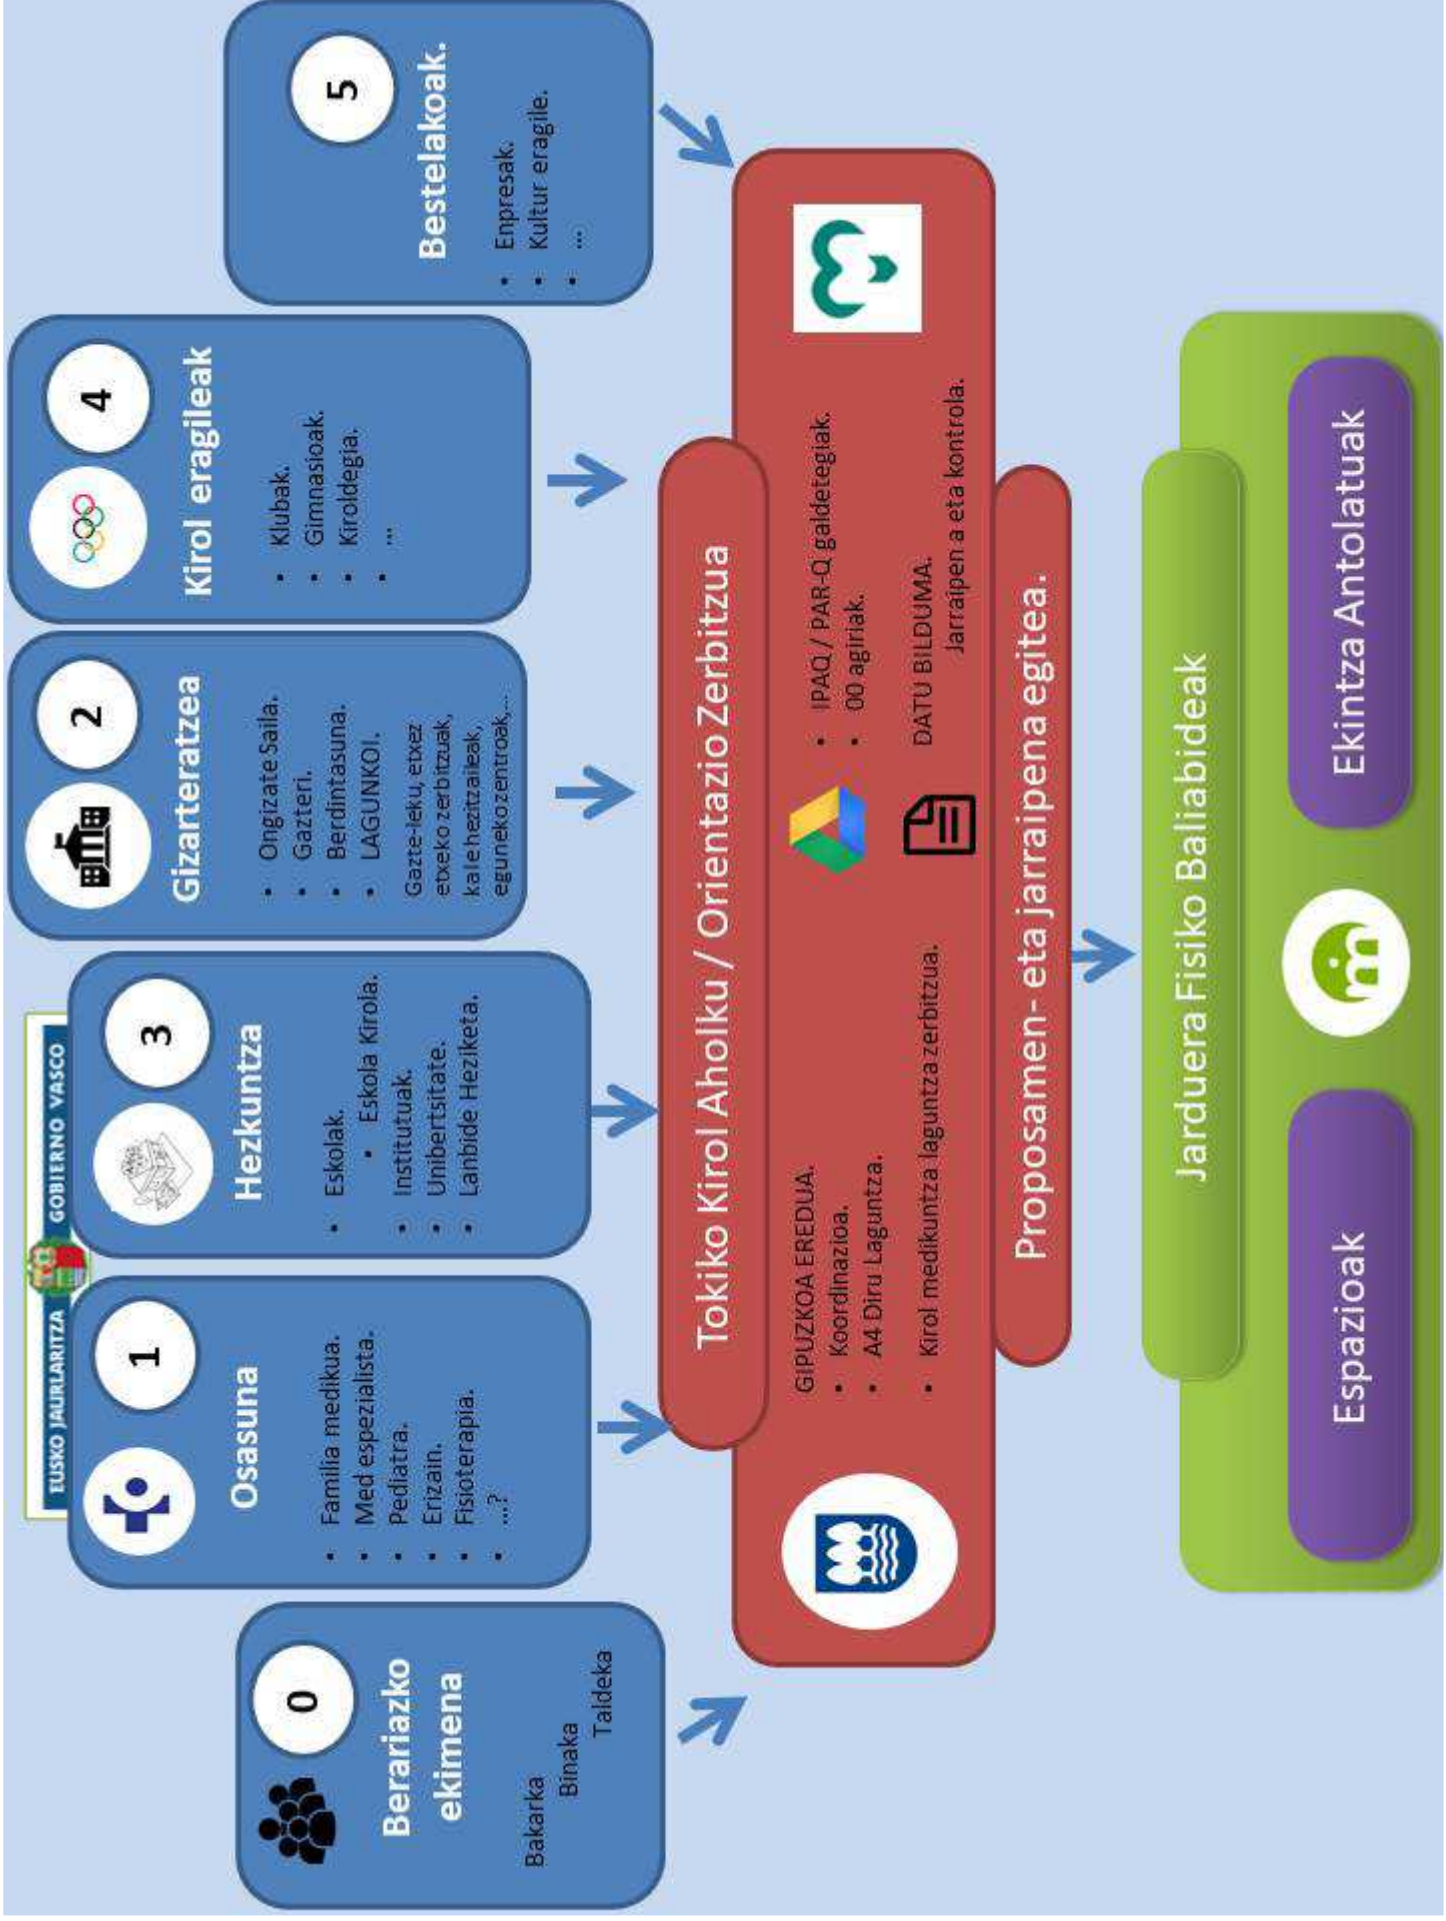 EUSKO JAURLARITZA
GOBIERNO VASCO
0
Berariazko
ekimena
Bakarka
Binaka
Taldeka
1
Osasuna
• Familia medikua.
• Med espezialista.
• Pediatra.
• Erizain.
• Fisioterapia.
• ...?
3
Hezkuntza
• Eskolak.
• Eskola Kirola.
• Institutuak.
• Unibertsitate.
• Lanbide Heziketa.
2
Gizarteratzea
• Ongizate Saila.
• Gazteri.
• Berdintasuna.
• LAGUNKOI.
Gazte-leku, etxez
etxeko zerbitzuak,
kale hezitzaileak,
eguneko zentroak,...
4
Kirol eragileak
• Klubak.
• Gimnasioak.
• Kiroldegia.
• ...
5
Bestelakoak.
• Enpresak.
• Kultur eragile.
• ...
Tokiko Kirol Aholku / Orientazio Zerbitzua
GIPUZKOA EREDUA.
• Koordinazioa.
• A4 Diru Laguntza.
• Kirol medikuntza laguntza zerbitzua.
• IPAQ / PAR-Q galdetegiak.
• 00 agiriak.
DATU BILDUMA.
Jarraipen a eta kontrola.
Proposamen- eta jarraipena egitea.
Jarduera Fisiko Baliabideak
Espazioak
Ekintza Antolatuak